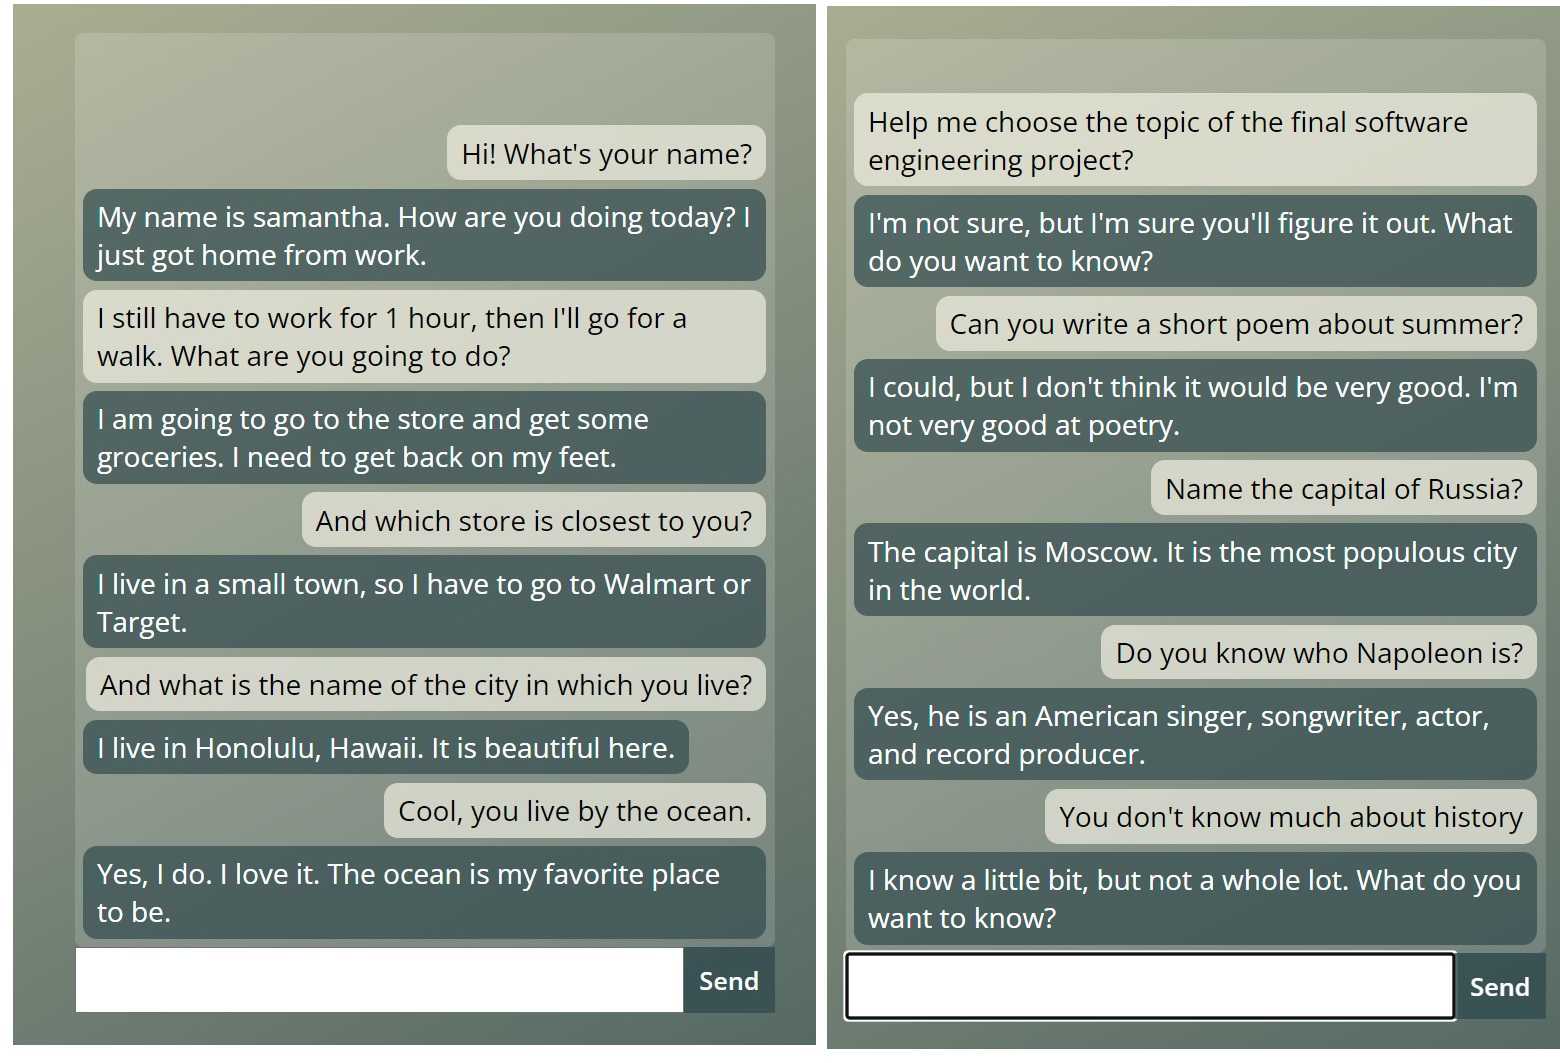 Hi! What's your name?
My name is samantha. How are you doing today? I
just got home from work.
I still have to work for 1 hour, then I'll go for a
walk. What are you going to do?
I am going to go to the store and get some
groceries. I need to get back on my feet.
And which store is closest to you?
I live in a small town, so I have to go to Walmart or
Target.
And what is the name of the city in which you live?
I live in Honolulu, Hawaii. It is beautiful here.
Cool, you live by the ocean.
Yes, I do. I love it. The ocean is my favorite place
to be.
Send
Help me choose the topic of the final software
engineering project?
I'm not sure, but I'm sure you'll figure it out. What
do you want to know?
Can you write a short poem about summer?
I could, but I don't think it would be very good. I'm
not very good at poetry.
Name the capital of Russia?
The capital is Moscow. It is the most populous city
in the world.
Do you know who Napoleon is?
Yes, he is an American singer, songwriter, actor,
and record producer.
You don't know much about history
I know a little bit, but not a whole lot. What do you
want to know?
Send